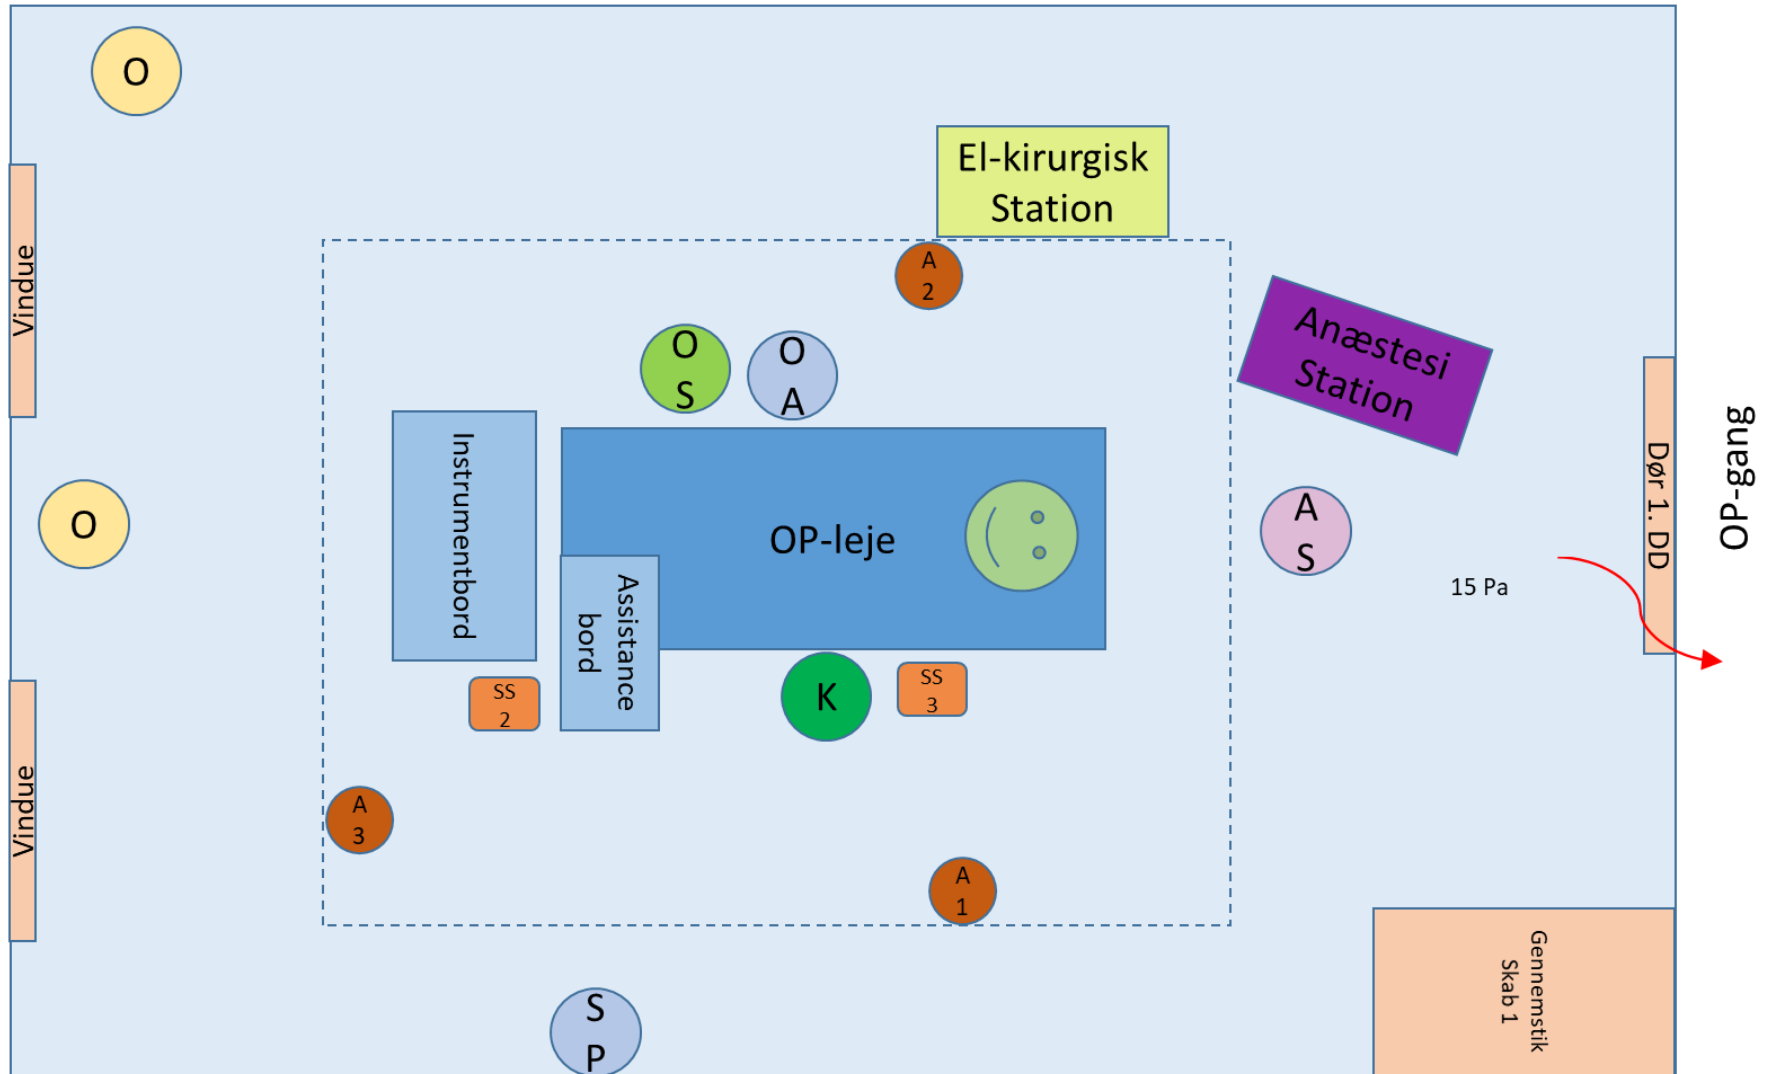 O
El-kirurgisk
Station
A
2
Vindue
Anæstesi
Station
O
S
O
A
OP-gang
Instrumentbord
Dør 1. DD
O
OP-leje
A
S
15 Pa
Assistance
bord
SS
2
K
SS
3
Vindue
A
3
A
1
Gennemstik
Skab 1
S
P